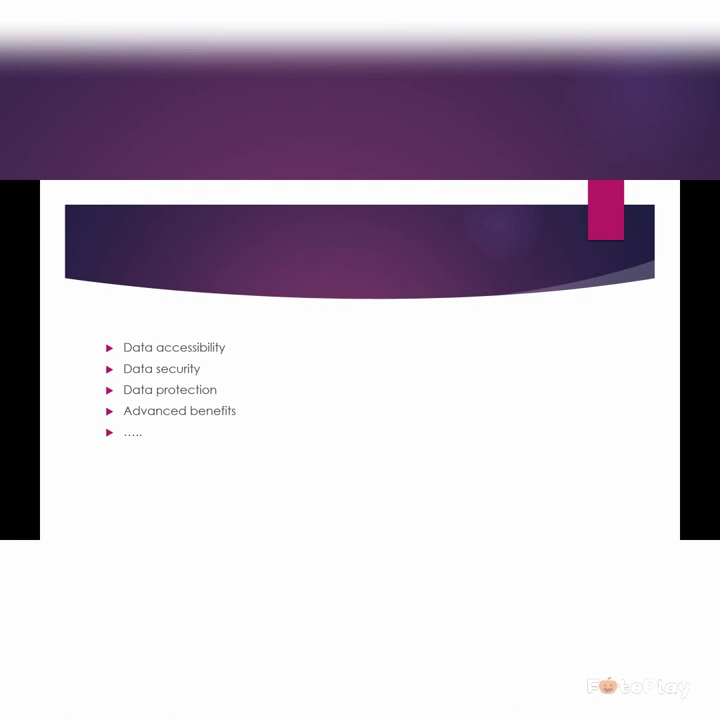 Data accessibility
Data security
Data protection
Advanced benefits
.....
FotoPlay